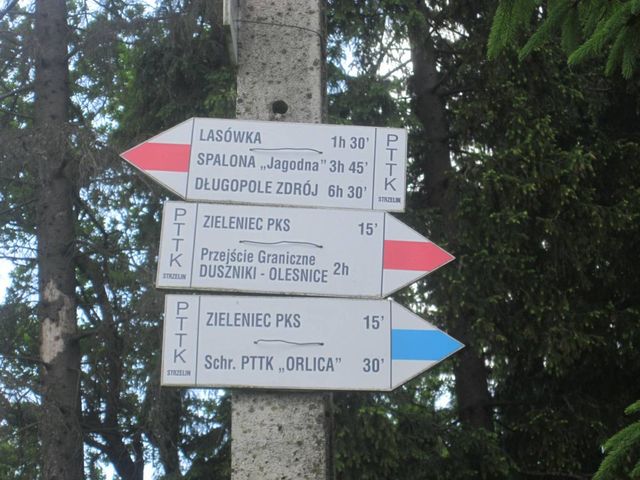 LASÓWKA 1h 30'
SPALONA „Jagodna” 3h 45'
DŁUGOPOLE ZDRÓJ 6h 30'
PTTK
STRZELIN
PTTK
STRZELIN
ZIELENIEC PKS 15'
Przejście Graniczne
DUSZNIKI - OLESNICE 2h
PTTK
STRZELIN
ZIELENIEC PKS 15'
Schr. PTTK „ORLICA” 30'